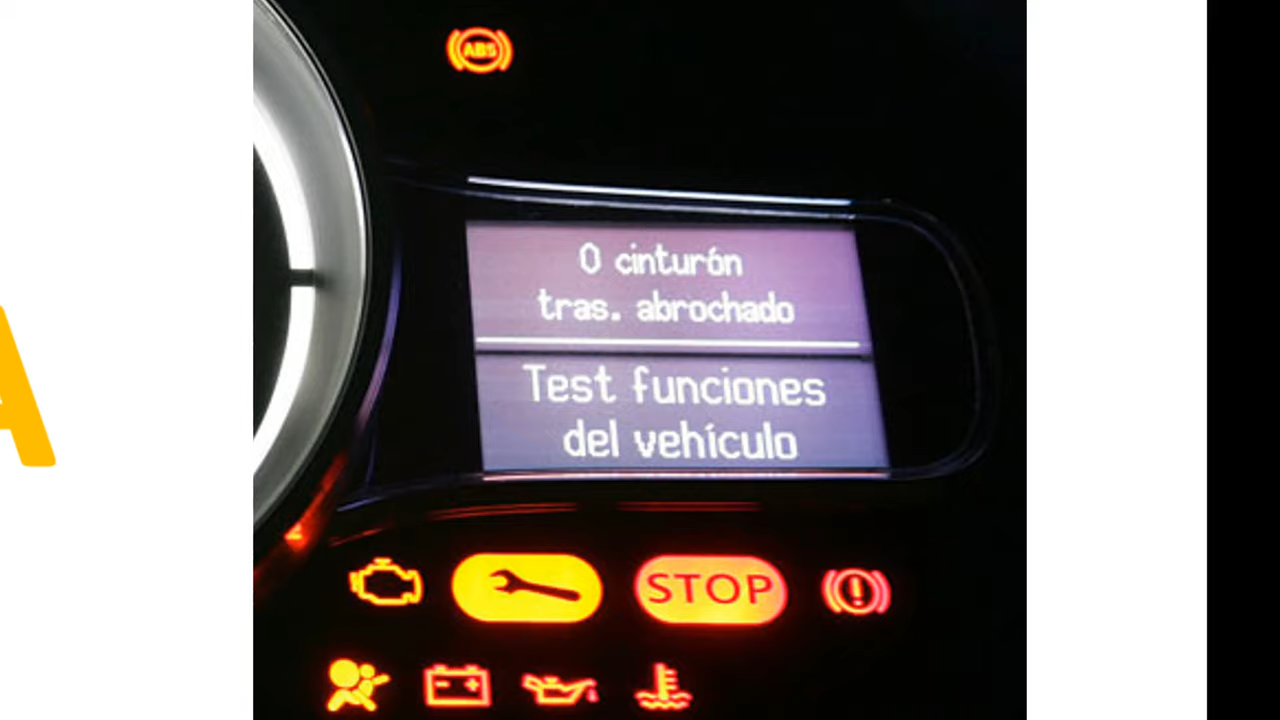 ABS
0 cinturón
tras. abrochado
Test funciones
del vehículo
STOP
A